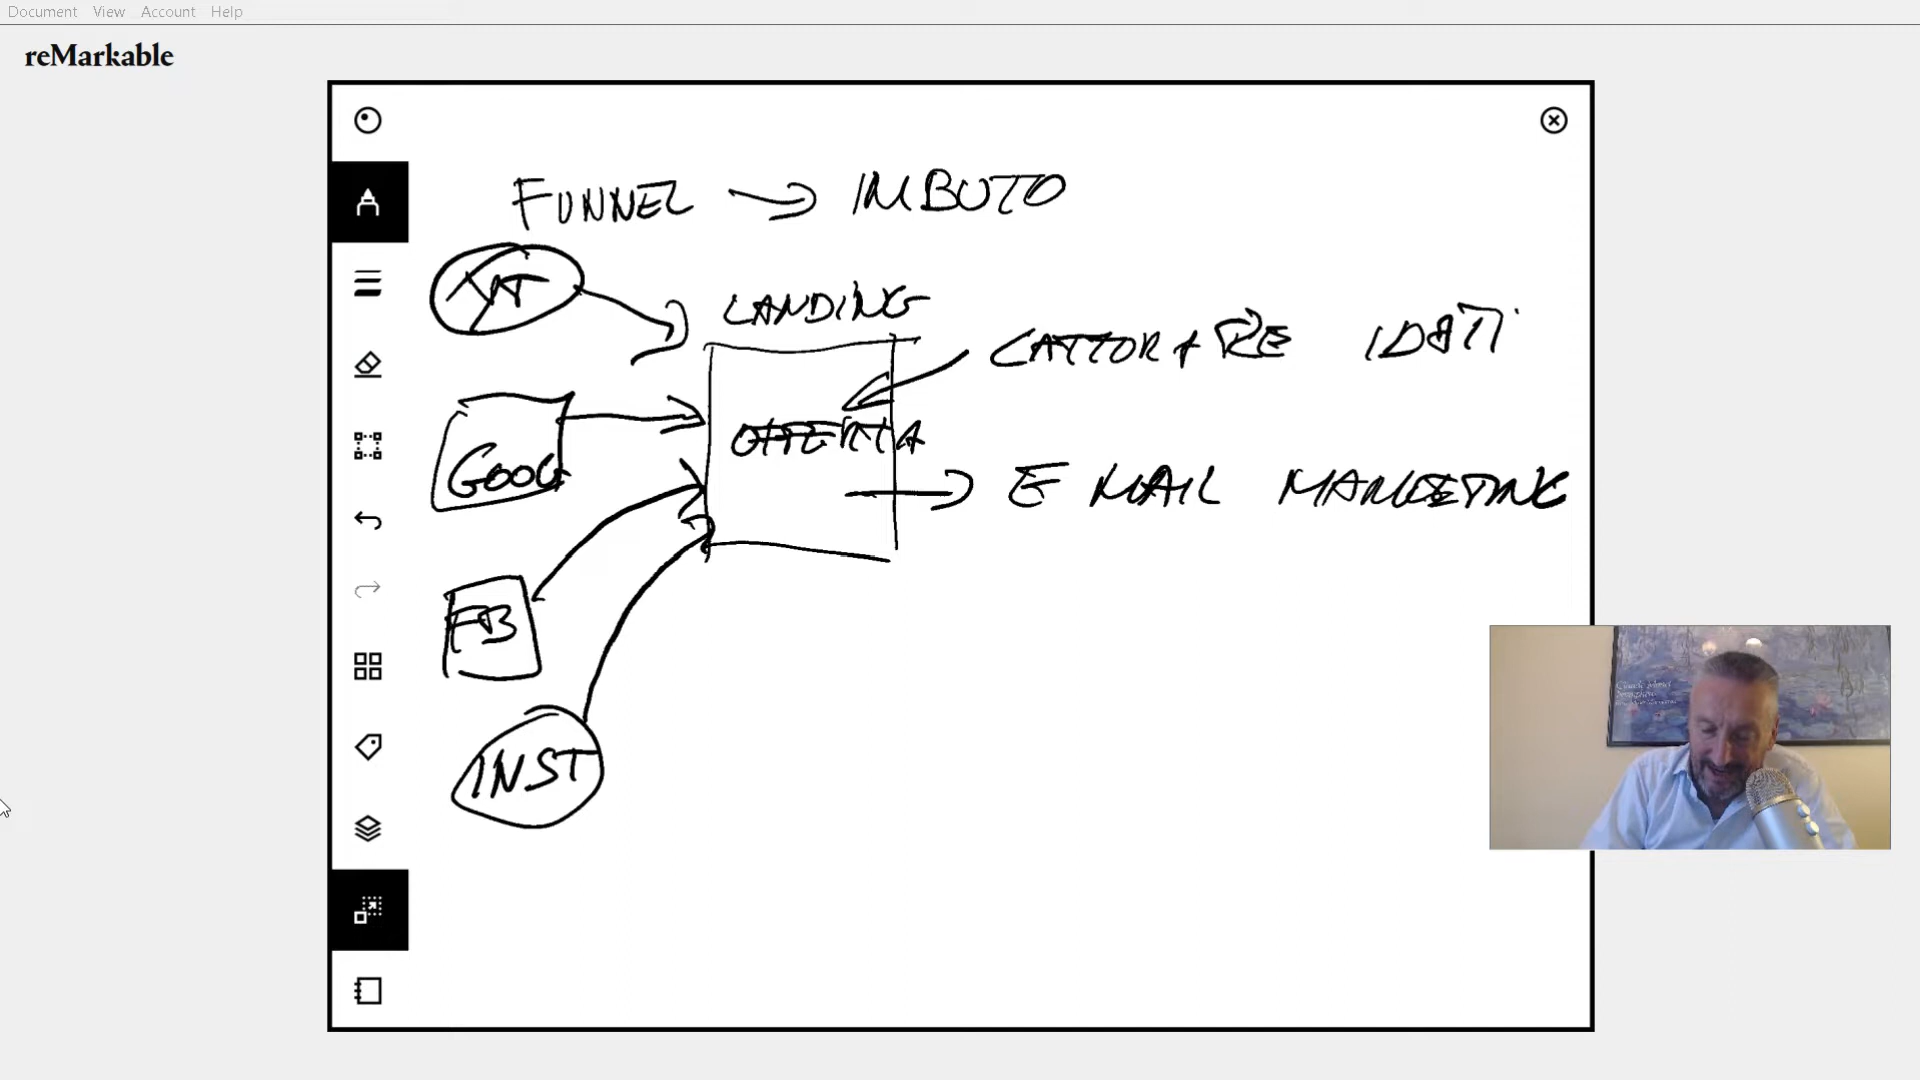 Document View Account Help
reMarkable
FUNNEL → IMBUTO
YT
LANDING
CATTURARE I DATI
OFFERTA
GOOG
→ E MAIL MARKETING
FB
INST